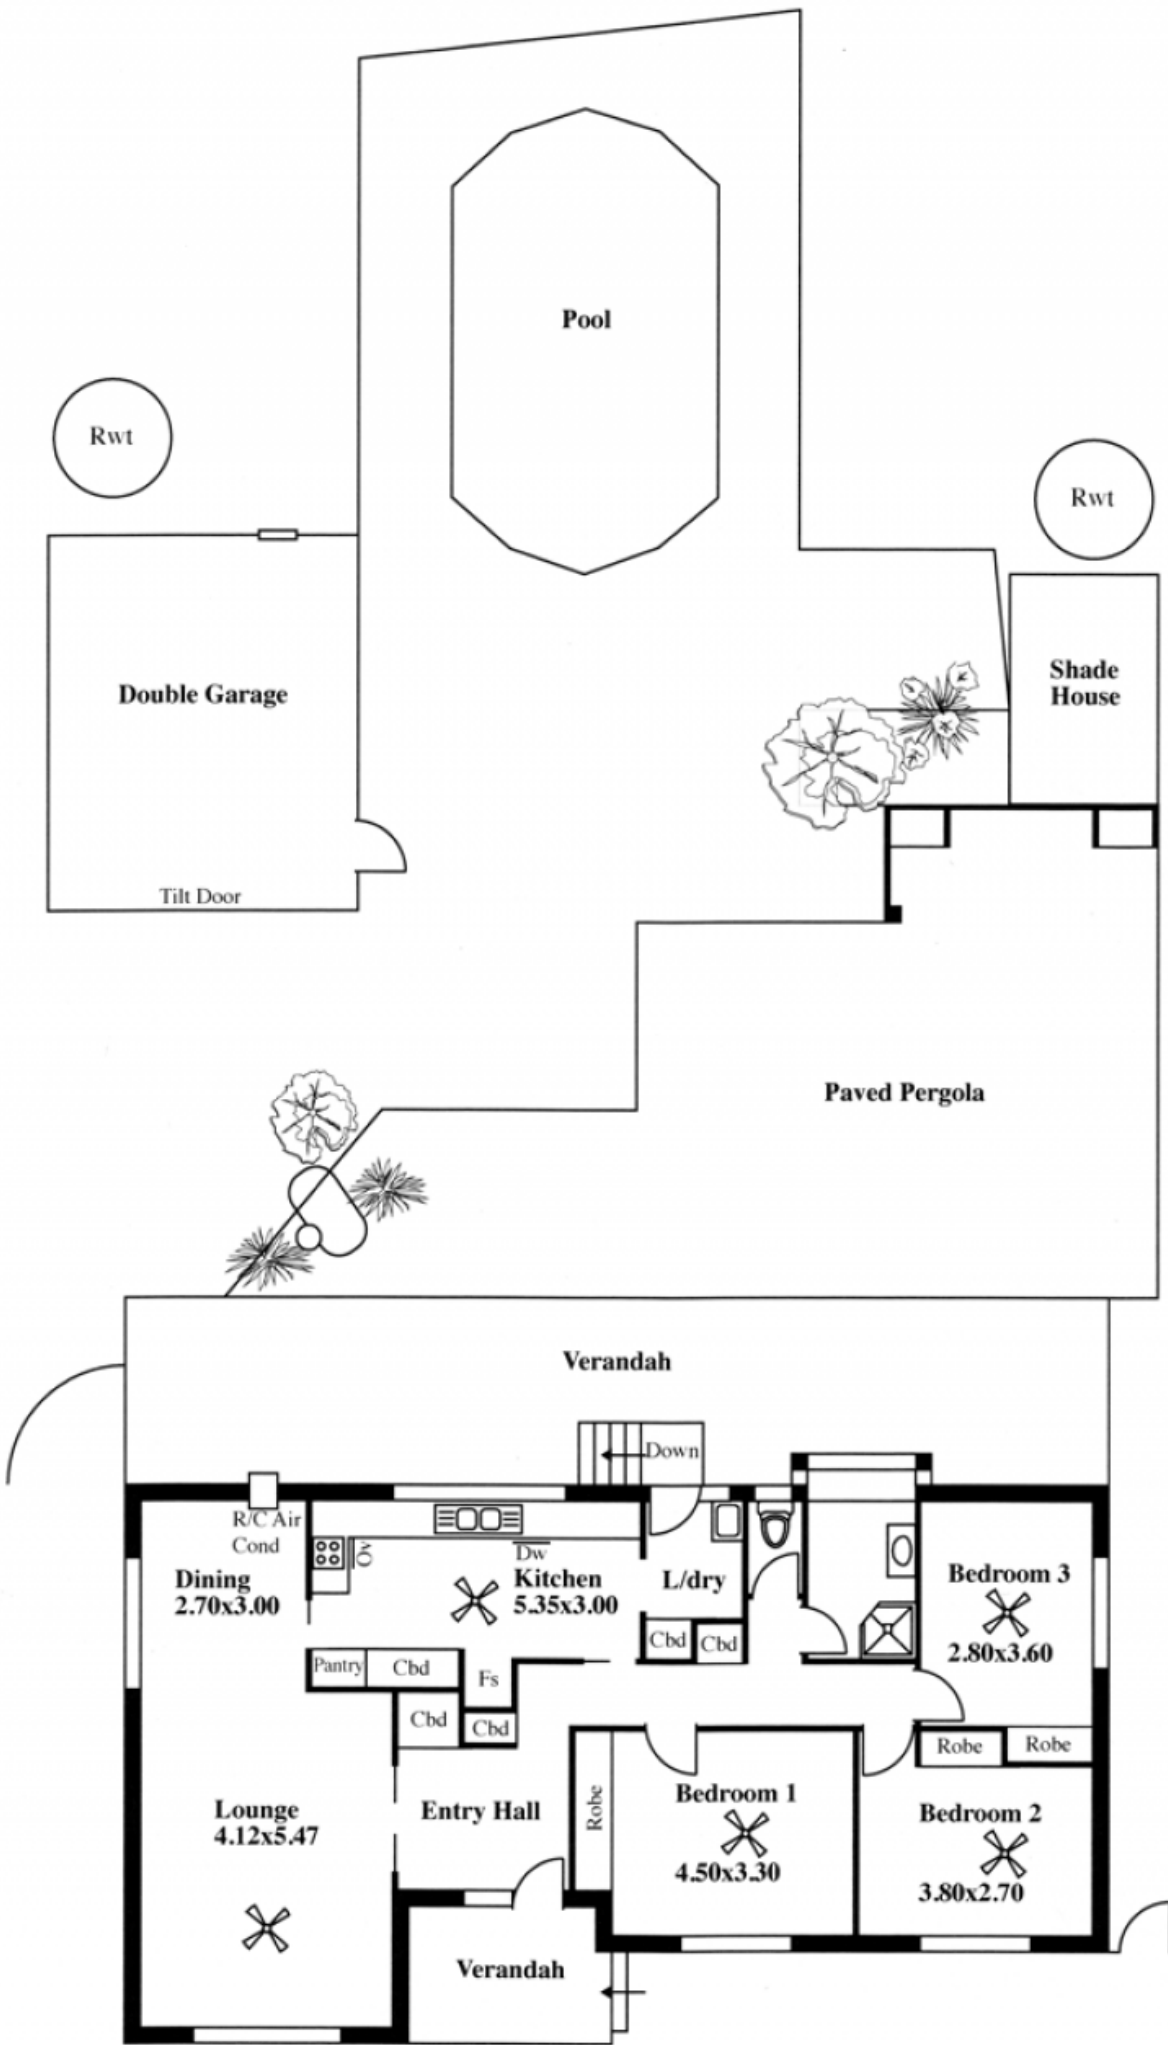 Pool
Rwt
Rwt
Shade
House
Double Garage
Tilt Door
Paved Pergola
Verandah
Down
R/C Air
Cond
Ov
Dw
Dining
2.70x3.00
Kitchen
5.35x3.00
L/dry
Bedroom 3
2.80x3.60
Cbd
Cbd
Pantry
Cbd
Fs
Cbd
Cbd
Robe
Robe
Lounge
4.12x5.47
Entry Hall
Robe
Bedroom 1
4.50x3.30
Bedroom 2
3.80x2.70
Verandah